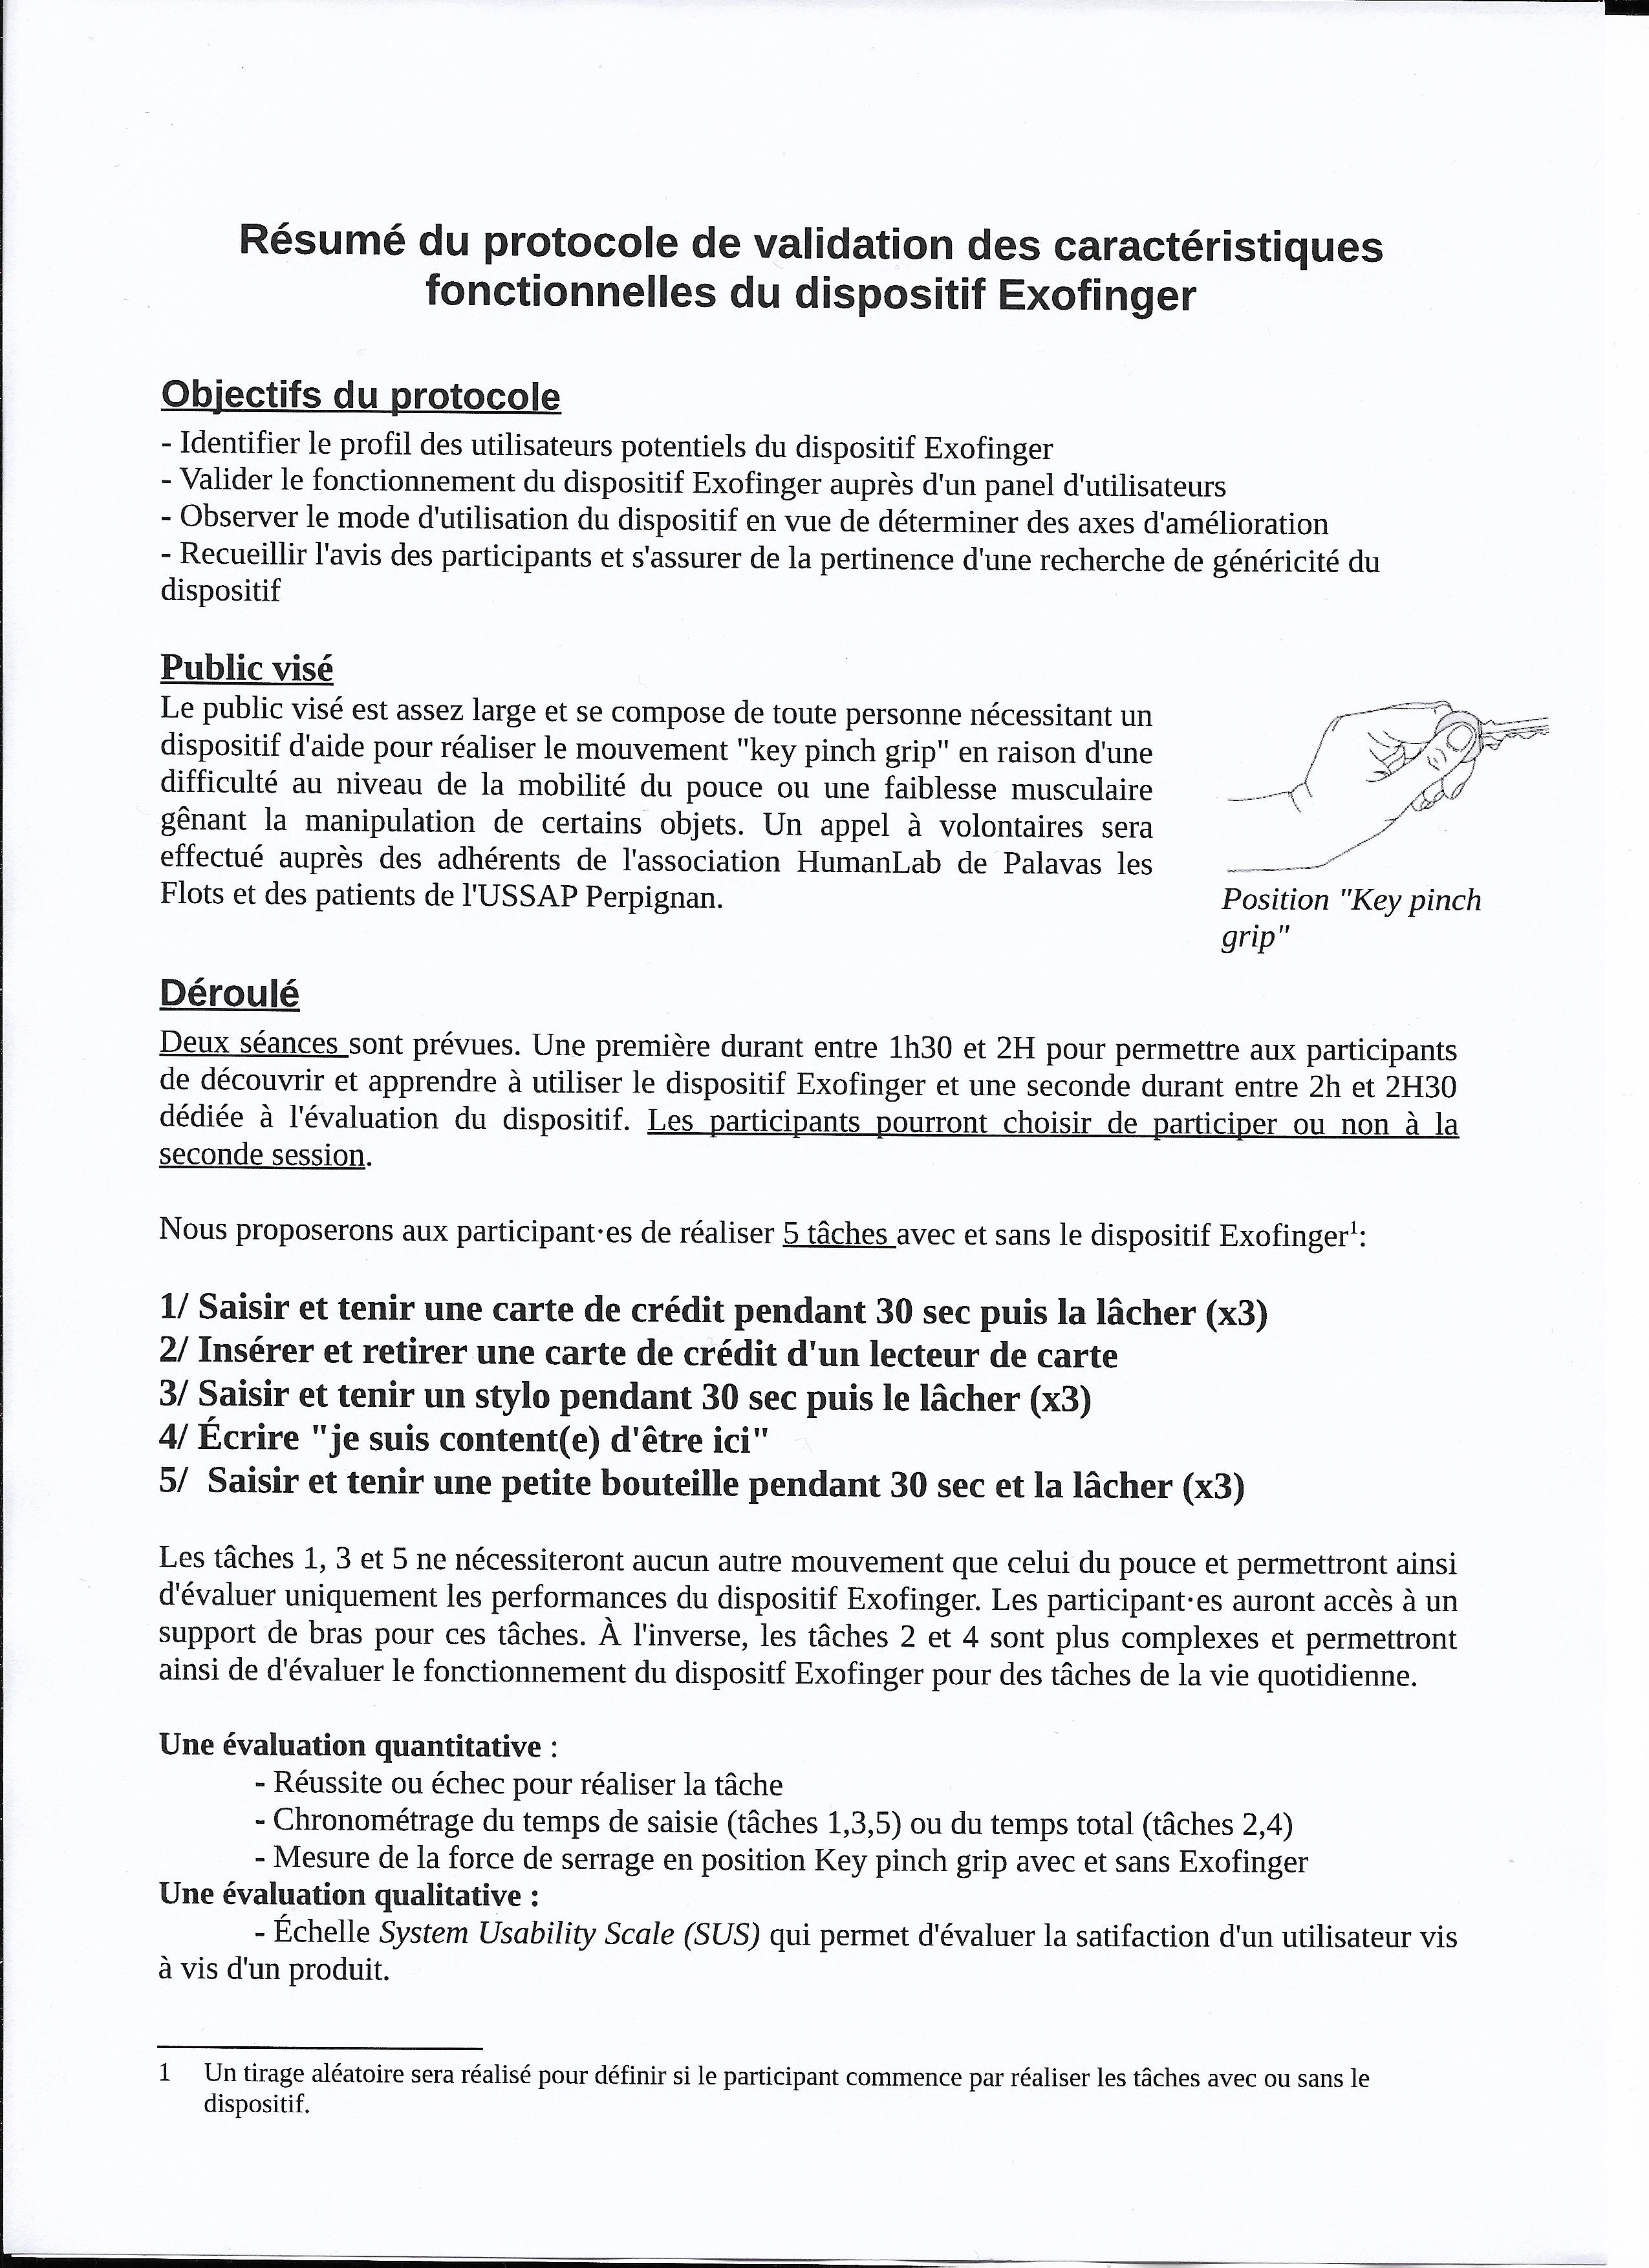 Résumé du protocole de validation des caractéristiques
fonctionnelles du dispositif Exofinger
Objectifs du protocole
- Identifier le profil des utilisateurs potentiels du dispositif Exofinger
- Valider le fonctionnement du dispositif Exofinger auprès d'un panel d'utilisateurs
- Observer le mode d'utilisation du dispositif en vue de déterminer des axes d'amélioration
- Recueillir l'avis des participants et s'assurer de la pertinence d'une recherche de généricité du
dispositif
Public visé
Le public visé est assez large et se compose de toute personne nécessitant un
dispositif d'aide pour réaliser le mouvement "key pinch grip" en raison d'une
difficulté au niveau de la mobilité du pouce ou une faiblesse musculaire
gênant la manipulation de certains objets. Un appel à volontaires sera
effectué auprès des adhérents de l'association HumanLab de Palavas les
Flots et des patients de l'USSAP Perpignan.
Position "Key pinch
grip"
Déroulé
Deux séances sont prévues. Une première durant entre 1h30 et 2H pour permettre aux participants
de découvrir et apprendre à utiliser le dispositif Exofinger et une seconde durant entre 2h et 2H30
dédiée à l'évaluation du dispositif. Les participants pourront choisir de participer ou non à la
seconde session.
Nous proposerons aux participant·es de réaliser 5 tâches avec et sans le dispositif Exofinger¹:
1/ Saisir et tenir une carte de crédit pendant 30 sec puis la lâcher (x3)
2/ Insérer et retirer une carte de crédit d'un lecteur de carte
3/ Saisir et tenir un stylo pendant 30 sec puis le lâcher (x3)
4/ Écrire "je suis content(e) d'être ici"
5/ Saisir et tenir une petite bouteille pendant 30 sec et la lâcher (x3)
Les tâches 1, 3 et 5 ne nécessiteront aucun autre mouvement que celui du pouce et permettront ainsi
d'évaluer uniquement les performances du dispositif Exofinger. Les participant·es auront accès à un
support de bras pour ces tâches. À l'inverse, les tâches 2 et 4 sont plus complexes et permettront
ainsi de d'évaluer le fonctionnement du dispositf Exofinger pour des tâches de la vie quotidienne.
Une évaluation quantitative :
- Réussite ou échec pour réaliser la tâche
- Chronométrage du temps de saisie (tâches 1,3,5) ou du temps total (tâches 2,4)
- Mesure de la force de serrage en position Key pinch grip avec et sans Exofinger
Une évaluation qualitative :
- Échelle System Usability Scale (SUS) qui permet d'évaluer la satifaction d'un utilisateur vis
à vis d'un produit.
1 Un tirage aléatoire sera réalisé pour définir si le participant commence par réaliser les tâches avec ou sans le
dispositif.